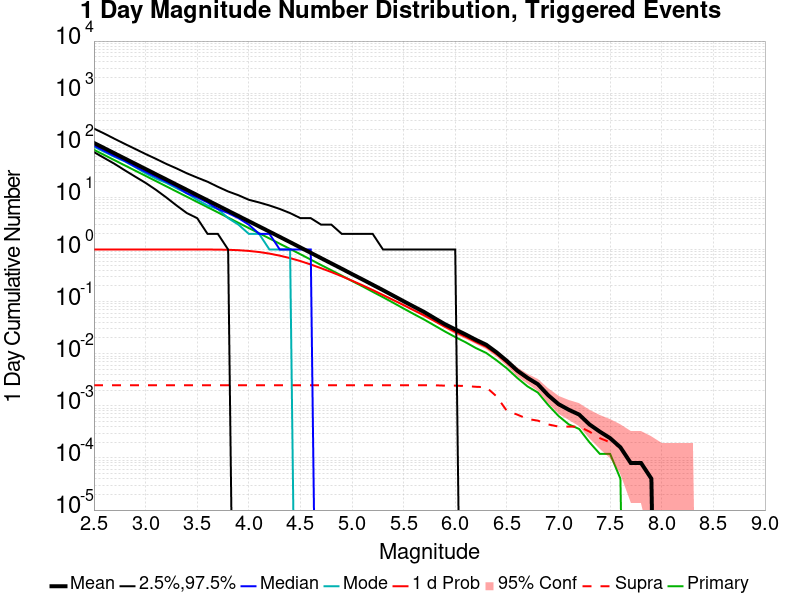 1 Day Magnitude Number Distribution, Triggered Events
1 Day Cumulative Number
10^4
10^3
10^2
10^1
10^0
10^-1
10^-2
10^-3
10^-4
10^-5
2.5 3.0 3.5 4.0 4.5 5.0 5.5 6.0 6.5 7.0 7.5 8.0 8.5 9.0
Magnitude
Mean 2.5%,97.5% Median Mode 1 d Prob 95% Conf Supra Primary